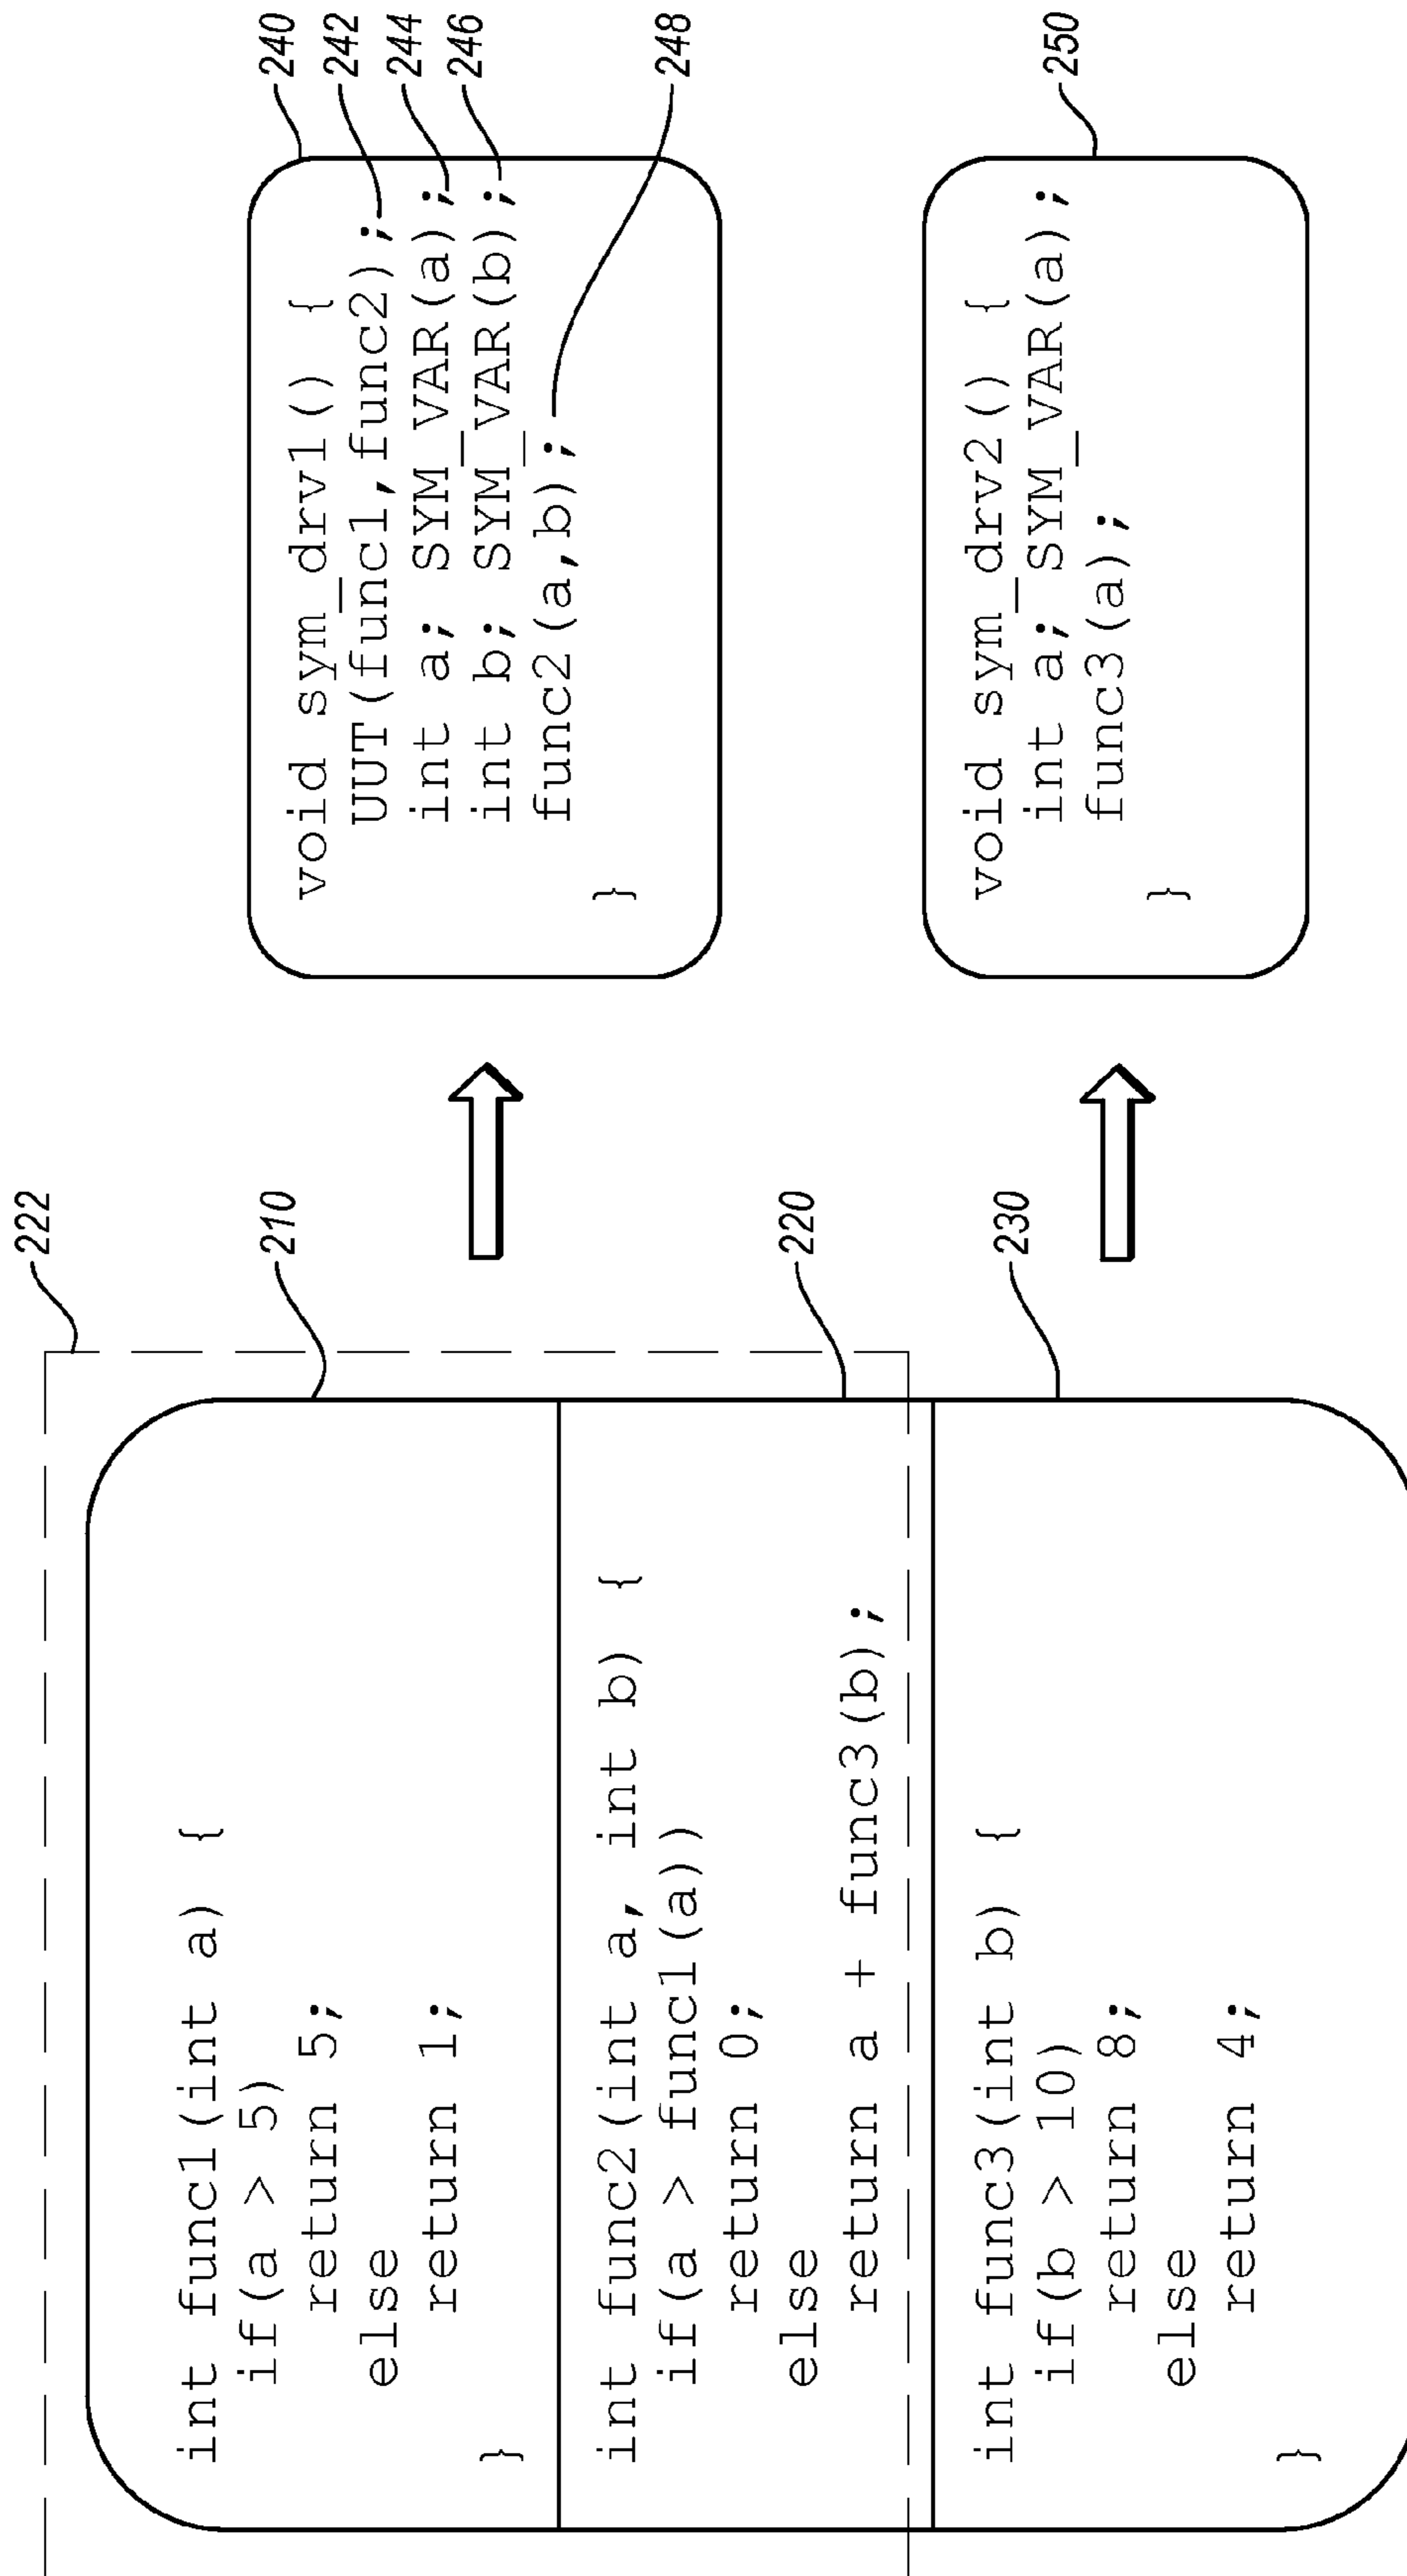 222
210
int func1(int a) {
if(a > 5)
return 5;
else
return 1;
}
220
int func2(int a, int b) {
if(a > func1(a))
return 0;
else
return a + func3(b);
230
int func3(int b) {
if(b > 10)
return 8;
else
return 4;
}
240
242
244
246
248
void sym_drv1() {
UUT(func1,func2);
int a; SYM_VAR(a);
int b; SYM_VAR(b);
func2(a,b);
}
250
void sym_drv2() {
int a; SYM_VAR(a);
func3(a);
}